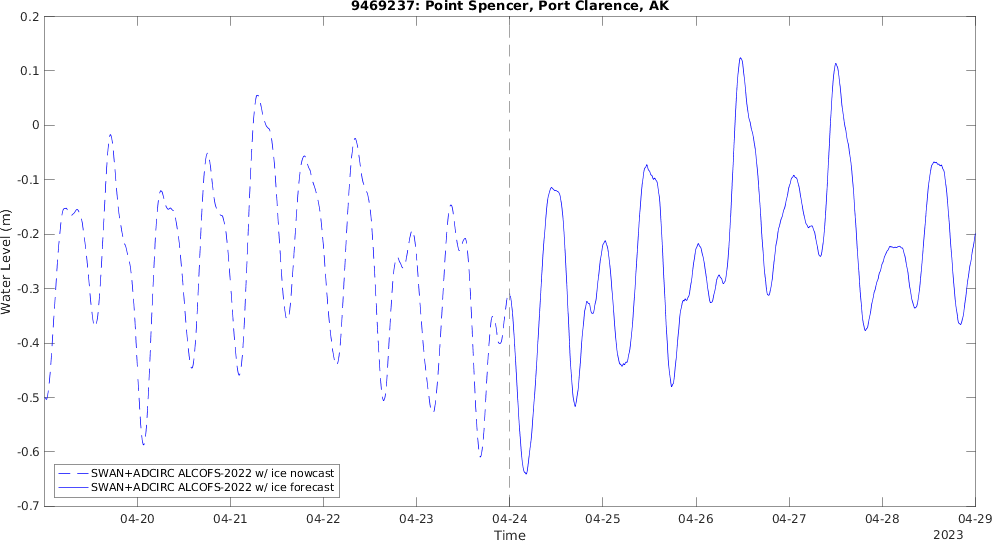 9469237: Point Spencer, Port Clarence, AK
0.2
0.1
0
-0.1
-0.2
-0.3
-0.4
-0.5
-0.6
-0.7
Water Level (m)
SWAN+ADCIRC ALCOFS-2022 w/ ice nowcast
SWAN+ADCIRC ALCOFS-2022 w/ ice forecast
04-20 04-21 04-22 04-23 04-24 04-25 04-26 04-27 04-28 04-29
Time
2023